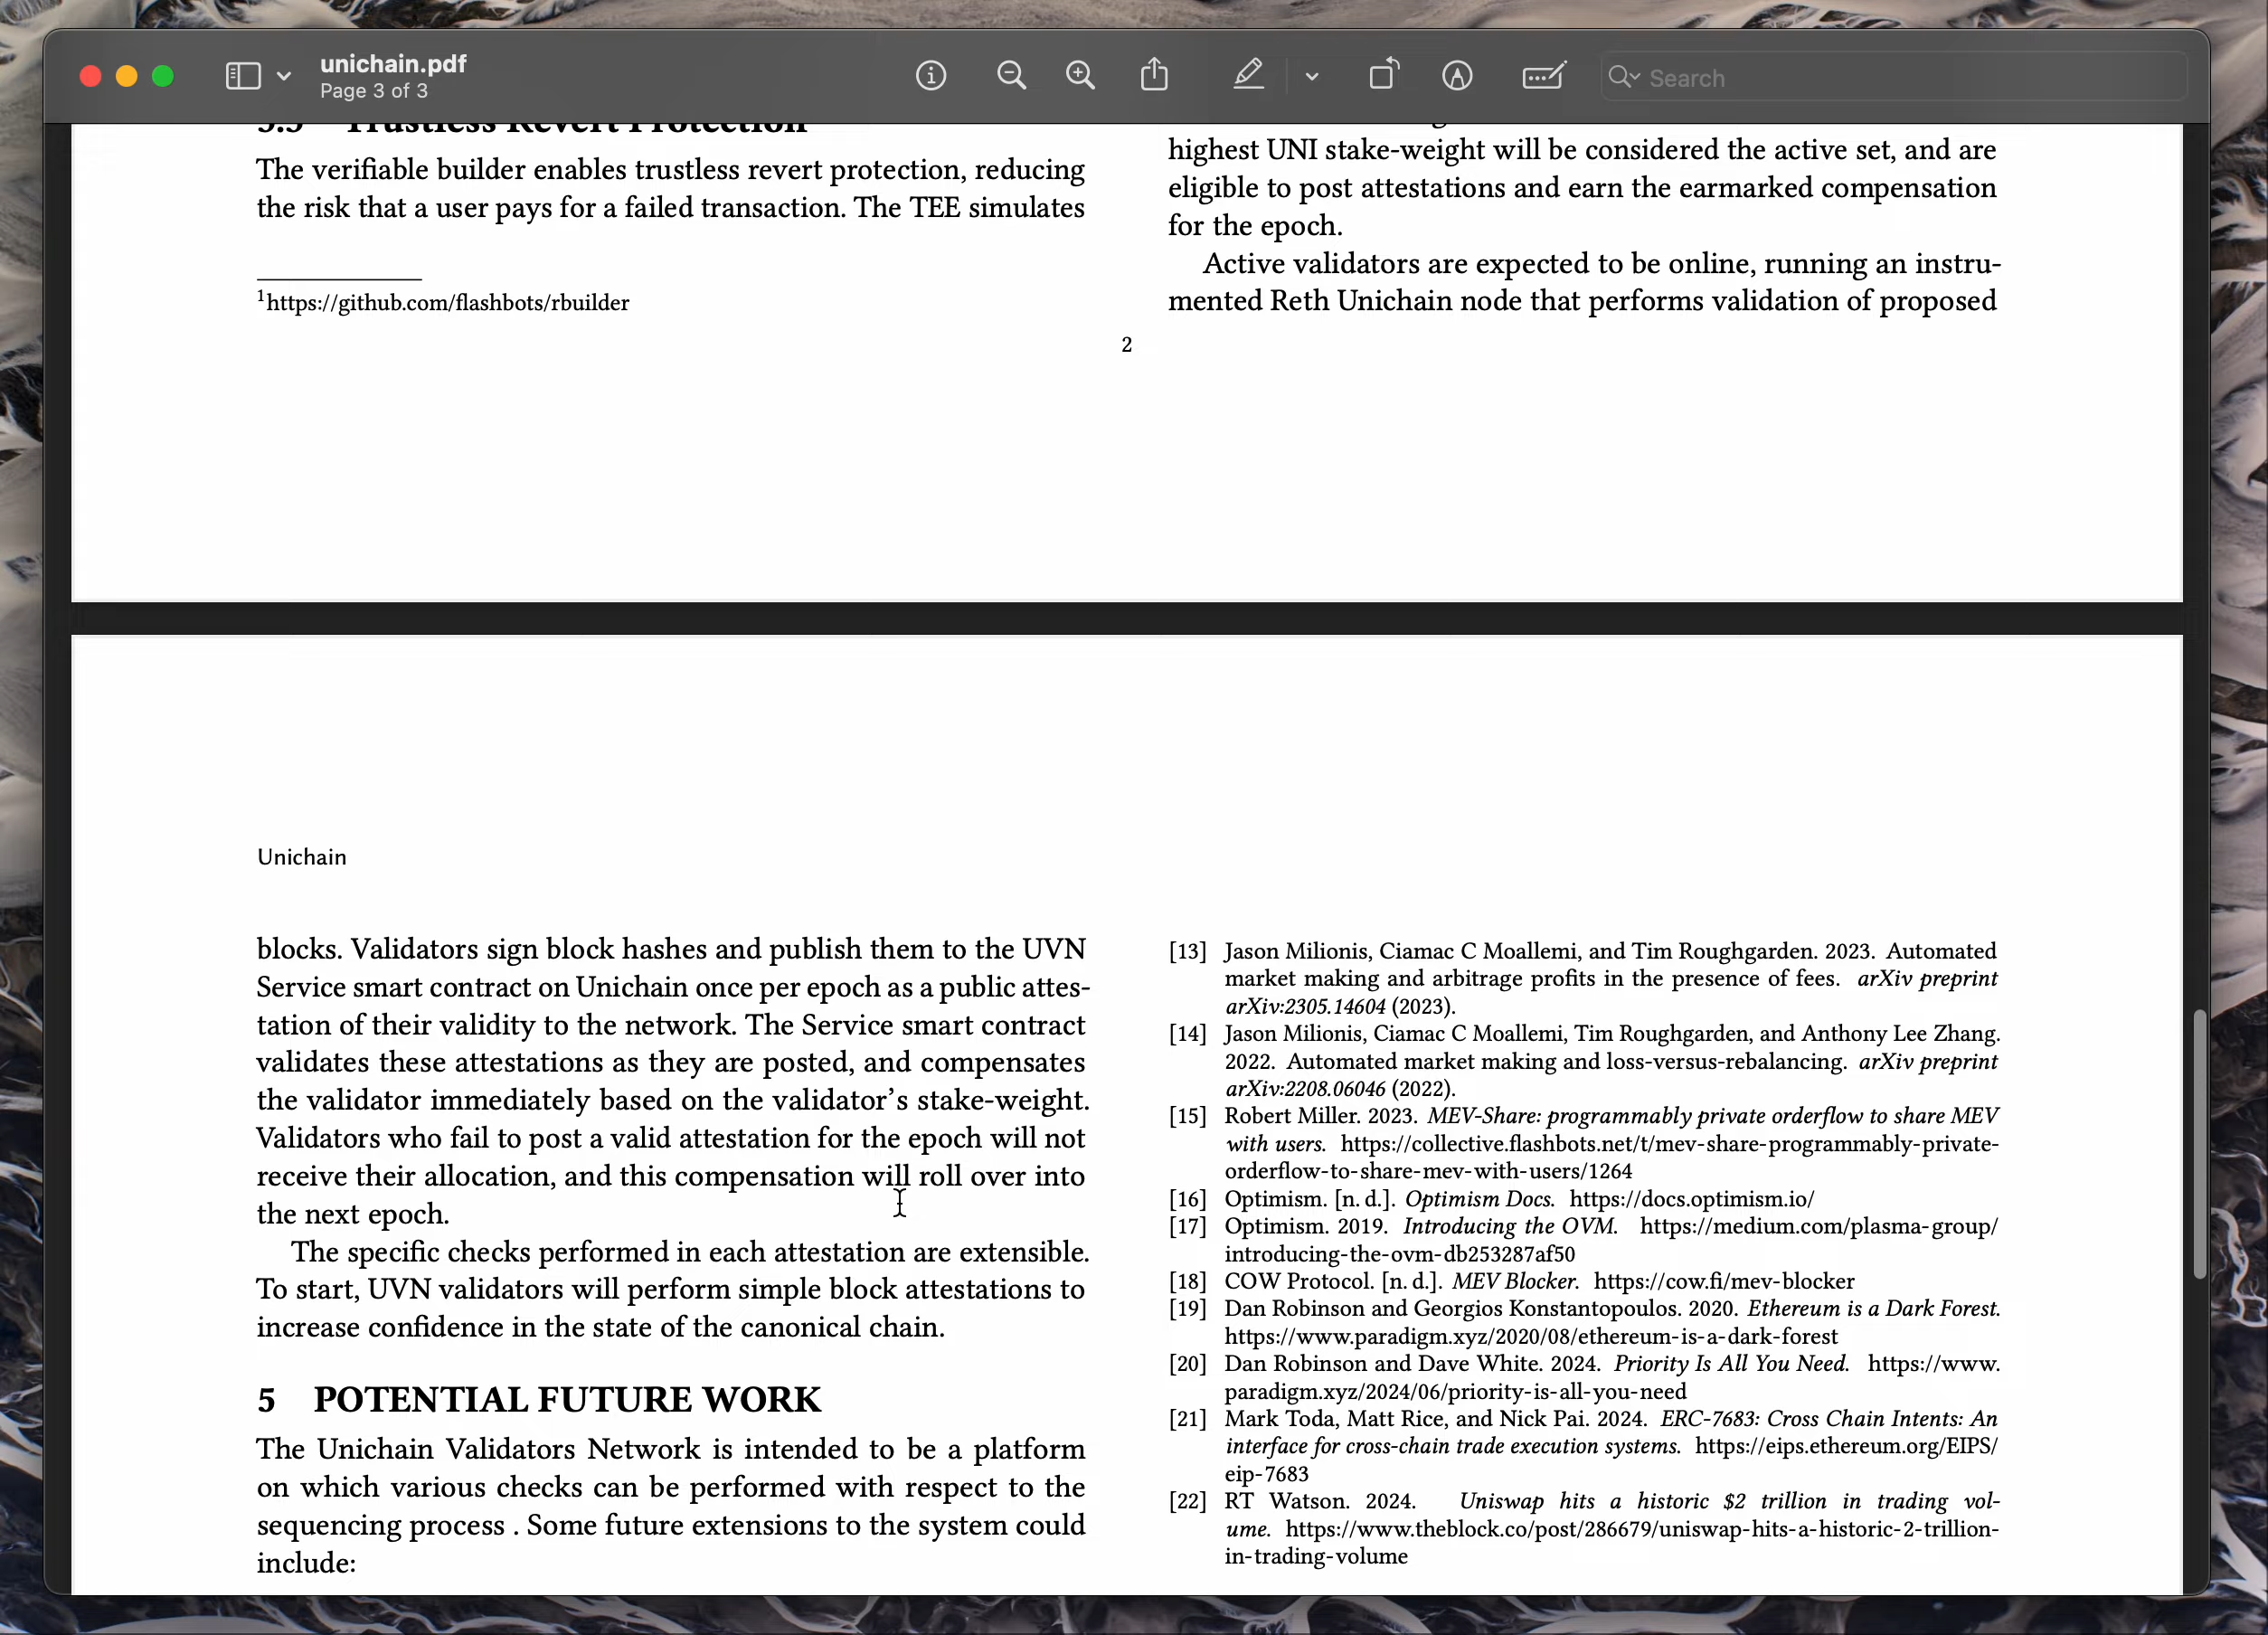 unichain.pdf
Page 3 of 3
Search
3.3 Trustless Revert Protection
The verifiable builder enables trustless revert protection, reducing
the risk that a user pays for a failed transaction. The TEE simulates
1https://github.com/flashbots/rbuilder
highest UNI stake-weight will be considered the active set, and are
eligible to post attestations and earn the earmarked compensation
for the epoch.
Active validators are expected to be online, running an instru-
mented Reth Unichain node that performs validation of proposed
2
Unichain
blocks. Validators sign block hashes and publish them to the UVN
Service smart contract on Unichain once per epoch as a public attes-
tation of their validity to the network. The Service smart contract
validates these attestations as they are posted, and compensates
the validator immediately based on the validator’s stake-weight.
Validators who fail to post a valid attestation for the epoch will not
receive their allocation, and this compensation will roll over into
the next epoch.
The specific checks performed in each attestation are extensible.
To start, UVN validators will perform simple block attestations to
increase confidence in the state of the canonical chain.
5 POTENTIAL FUTURE WORK
The Unichain Validators Network is intended to be a platform
on which various checks can be performed with respect to the
sequencing process . Some future extensions to the system could
include:
[13] Jason Milionis, Ciamac C Moallemi, and Tim Roughgarden. 2023. Automated
market making and arbitrage profits in the presence of fees. arXiv preprint
arXiv:2305.14604 (2023).
[14] Jason Milionis, Ciamac C Moallemi, Tim Roughgarden, and Anthony Lee Zhang.
2022. Automated market making and loss-versus-rebalancing. arXiv preprint
arXiv:2208.06046 (2022).
[15] Robert Miller. 2023. MEV-Share: programmably private orderflow to share MEV
with users. https://collective.flashbots.net/t/mev-share-programmably-private-
orderflow-to-share-mev-with-users/1264
[16] Optimism. [n. d.]. Optimism Docs. https://docs.optimism.io/
[17] Optimism. 2019. Introducing the OVM. https://medium.com/plasma-group/
introducing-the-ovm-db253287af50
[18] COW Protocol. [n. d.]. MEV Blocker. https://cow.fi/mev-blocker
[19] Dan Robinson and Georgios Konstantopoulos. 2020. Ethereum is a Dark Forest.
https://www.paradigm.xyz/2020/08/ethereum-is-a-dark-forest
[20] Dan Robinson and Dave White. 2024. Priority Is All You Need. https://www.
paradigm.xyz/2024/06/priority-is-all-you-need
[21] Mark Toda, Matt Rice, and Nick Pai. 2024. ERC-7683: Cross Chain Intents: An
interface for cross-chain trade execution systems. https://eips.ethereum.org/EIPS/
eip-7683
[22] RT Watson. 2024. Uniswap hits a historic $2 trillion in trading vol-
ume. https://www.theblock.co/post/286679/uniswap-hits-a-historic-2-trillion-
in-trading-volume